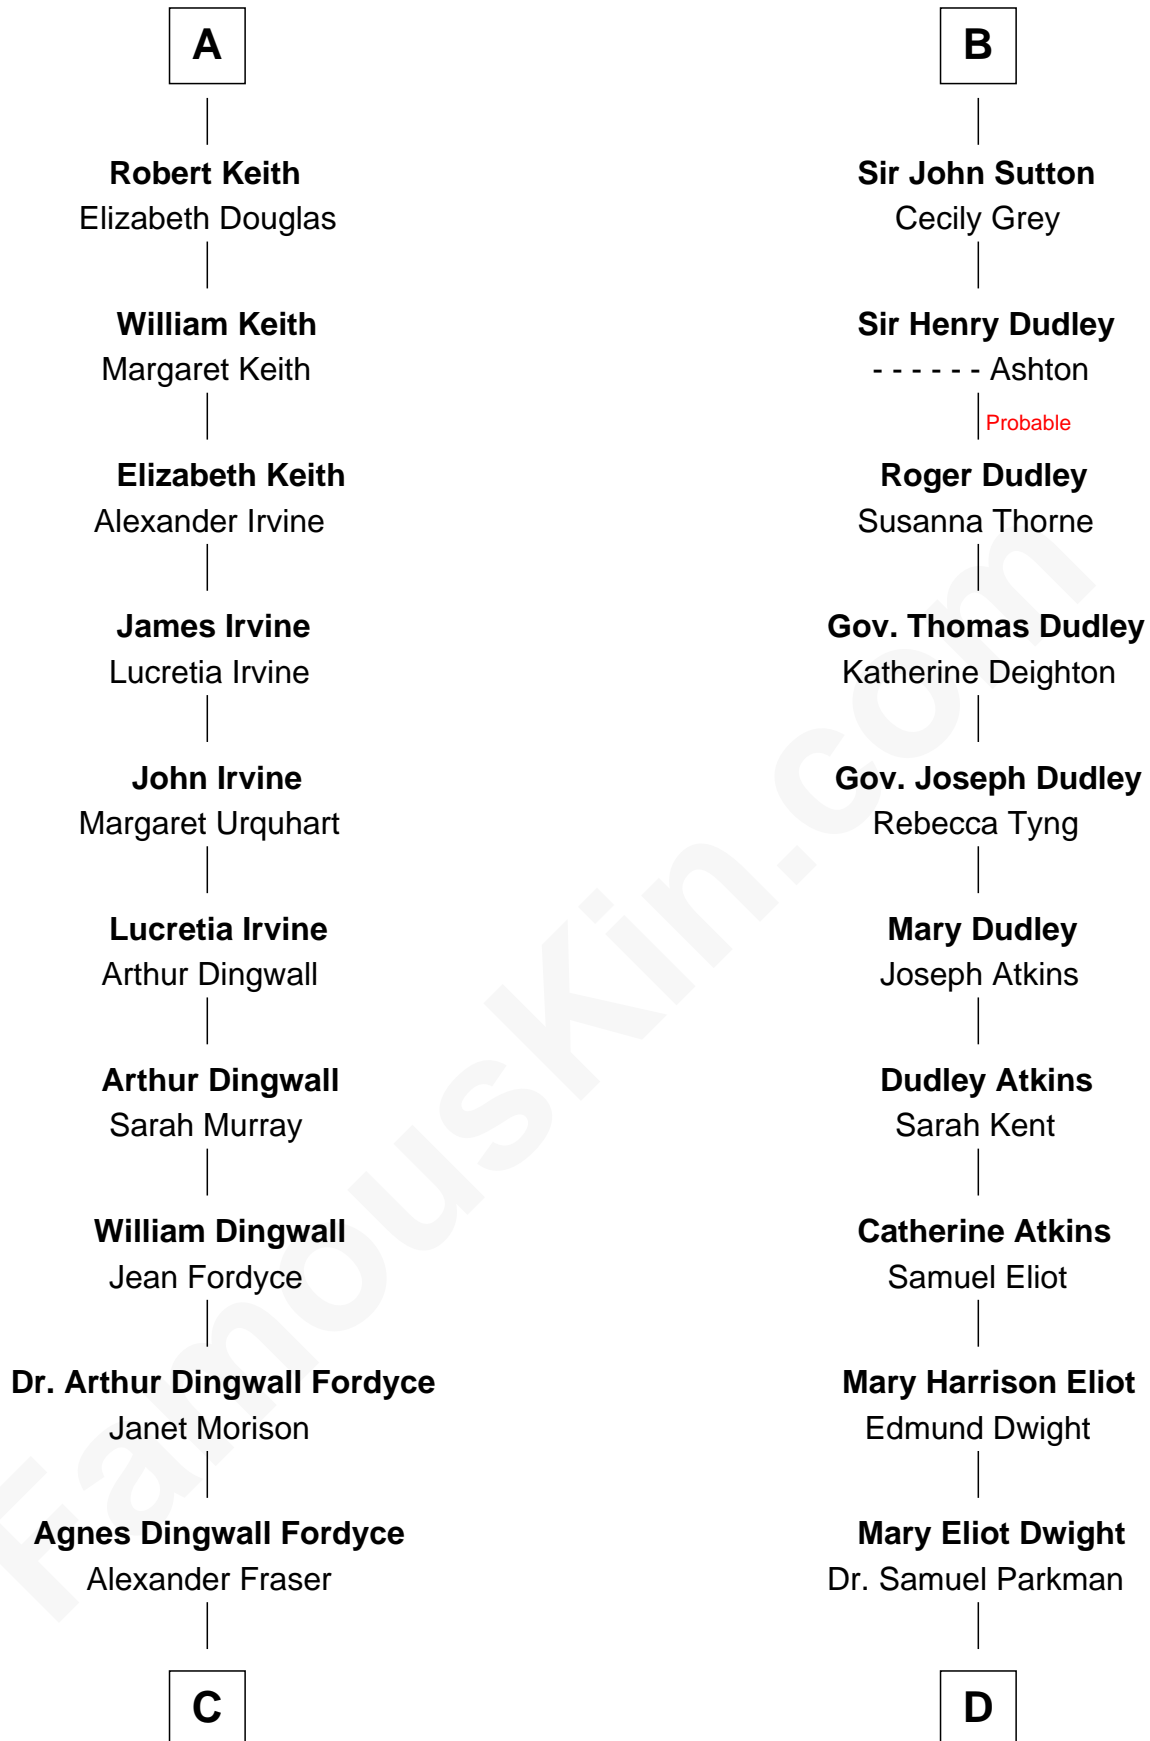 A
Robert Keith
Elizabeth Douglas
William Keith
Margaret Keith
Elizabeth Keith
Alexander Irvine
James Irvine
Lucretia Irvine
John Irvine
Margaret Urquhart
Lucretia Irvine
Arthur Dingwall
Arthur Dingwall
Sarah Murray
William Dingwall
Jean Fordyce
Dr. Arthur Dingwall Fordyce
Janet Morison
Agnes Dingwall Fordyce
Alexander Fraser
C
B
Sir John Sutton
Cecily Grey
Sir Henry Dudley
- - - - - - Ashton
Probable
Roger Dudley
Susanna Thorne
Gov. Thomas Dudley
Katherine Deighton
Gov. Joseph Dudley
Rebecca Tyng
Mary Dudley
Joseph Atkins
Dudley Atkins
Sarah Kent
Catherine Atkins
Samuel Eliot
Mary Harrison Eliot
Edmund Dwight
Mary Eliot Dwight
Dr. Samuel Parkman
D
FamousKin.com